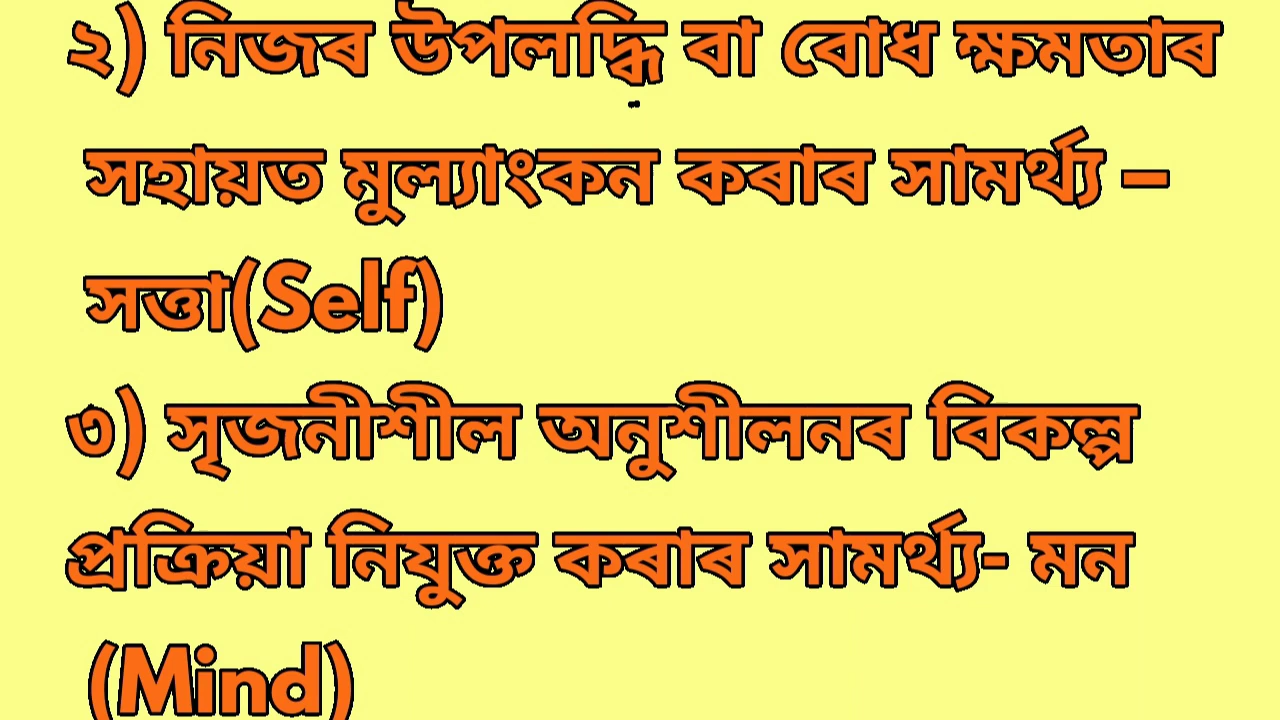 ২) নিজৰ উপলদ্ধি বা বোধ ক্ষমতাৰ
সহায়ত মুল্যাংকন কৰাৰ সামৰ্থ্য –
সত্তা(Self)
৩) সৃজনীশীল অনুশীলনৰ বিকল্প
প্ৰক্ৰিয়া নিযুক্ত কৰাৰ সামৰ্থ্য- মন
(Mind)